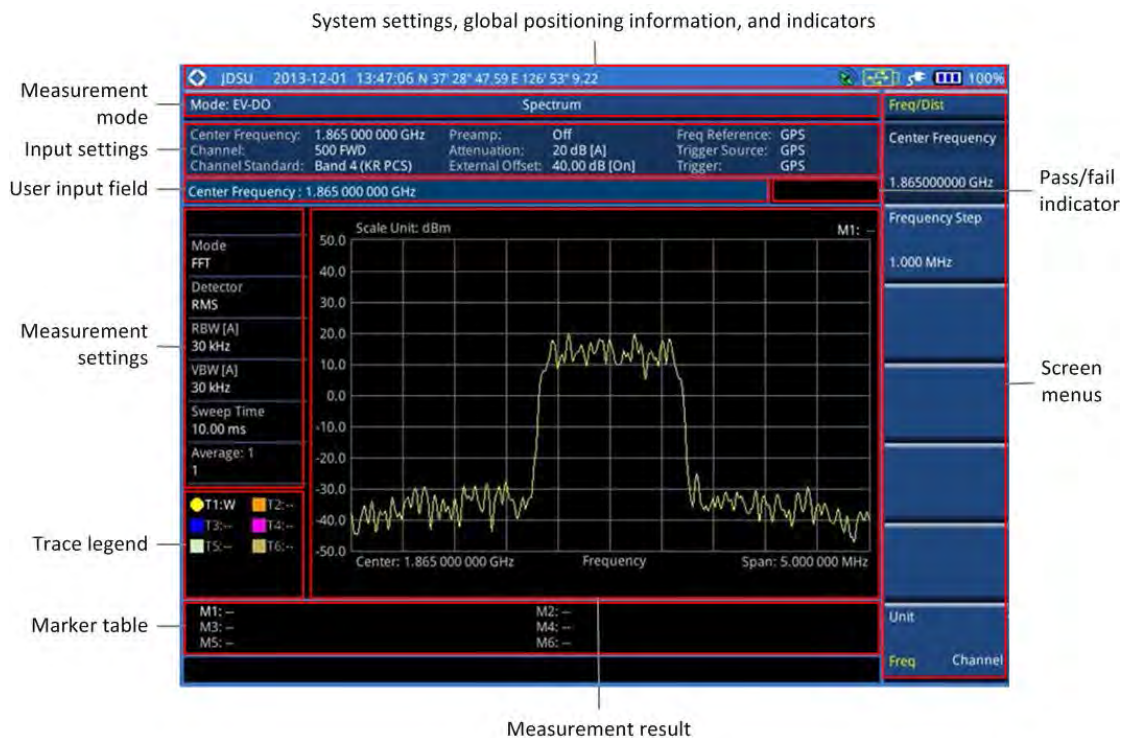 System settings, global positioning information, and indicators
JDSU 2013-12-01 13:47:06 N 37' 28" 47.59 E 126' 53" 9.22 100%
Measurement mode
Mode: EV-DO Spectrum
Freq/Dist
Input settings
Center Frequency: 1.865 000 000 GHz Preamp: Off Freq Reference: GPS
Channel: 500 FWD Attenuation: 20 dB [A] Trigger Source: GPS
Channel Standard: Band 4 (KR PCS) External Offset: 40.00 dB [On] Trigger: GPS
Center Frequency
1.865000000 GHz
User input field
Center Frequency : 1.865 000 000 GHz
Pass/fail indicator
Frequency Step
1.000 MHz
Measurement settings
Mode
FFT
Detector
RMS
RBW [A]
30 kHz
VBW [A]
30 kHz
Sweep Time
10.00 ms
Average: 1
1
Scale Unit: dBm M1: --
50.0
40.0
30.0
20.0
10.0
0.0
-10.0
-20.0
-30.0
-40.0
-50.0
Center: 1.865 000 000 GHz Frequency Span: 5.000 000 MHz
Screen menus
Trace legend
T1:W T2:--
T3:-- T4:--
T5:-- T6:--
Marker table
M1: -- M2: --
M3: -- M4: --
M5: -- M6: --
Unit
Freq Channel
Measurement result